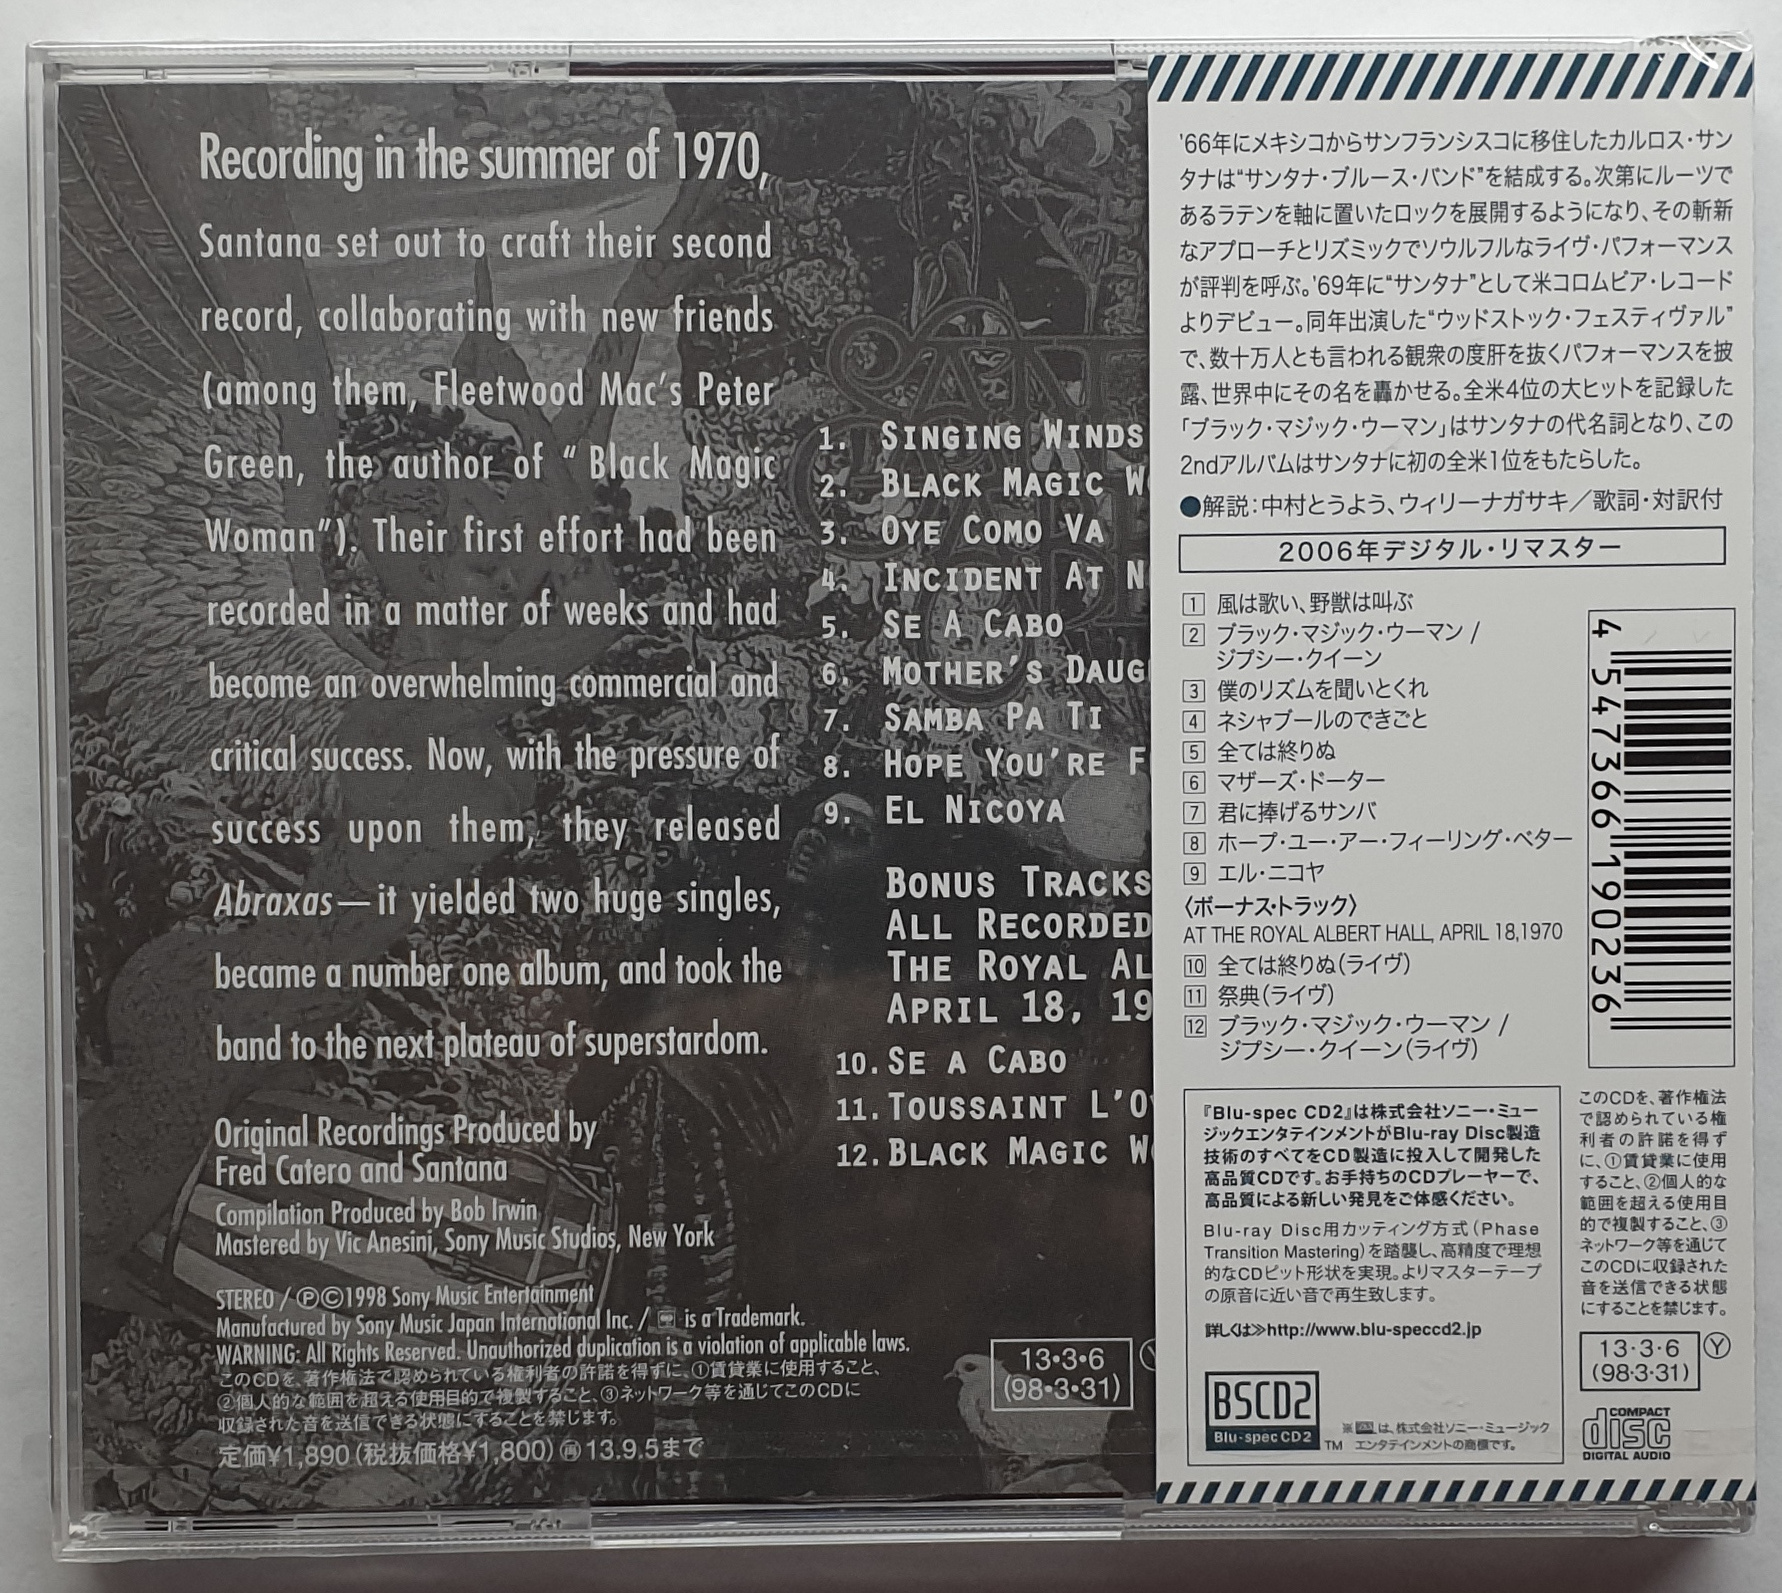 Recording in the summer of 1970,
Santana set out to craft their second
record, collaborating with new friends
(among them, Fleetwood Mac's Peter
Green, the author of "Black Magic
Woman"). Their first effort had been
recorded in a matter of weeks and had
become an overwhelming commercial and
critical success. Now, with the pressure of
success upon them, they released
Abraxas—it yielded two huge singles,
became a number one album, and took the
band to the next plateau of superstardom.
Original Recordings Produced by
Fred Catero and Santana
Compilation Produced by Bob Irwin
Mastered by Vic Anesini, Sony Music Studios, New York
STEREO / ℗©1998 Sony Music Entertainment
Manufactured by Sony Music Japan International Inc. / is a Trademark.
WARNING: All Rights Reserved. Unauthorized duplication is a violation of applicable laws.
このCDを、著作権法で認められている権利者の許諾を得ずに、①賃貸業に使用すること、
②個人的な範囲を超える使用目的で複製すること、③ネットワーク等を通じてこのCDに
収録された音を送信できる状態にすることを禁じます。
定価¥1,890(税抜価格¥1,800)㊢13.9.5まで
1. SINGING WINDS
2. BLACK MAGIC W
3. OYE COMO VA
4. INCIDENT AT N
5. SE A CABO
6. MOTHER'S DAUG
7. SAMBA PA TI
8. HOPE YOU'RE F
9. EL NICOYA
BONUS TRACKS
ALL RECORDED
THE ROYAL AL
APRIL 18, 19
10. SE A CABO
11. TOUSSAINT L'O
12. BLACK MAGIC W
13・3・6
(98・3・31)
'66年にメキシコからサンフランシスコに移住したカルロス・サン
タナは“サンタナ・ブルース・バンド”を結成する。次第にルーツで
あるラテンを軸に置いたロックを展開するようになり、その斬新
なアプローチとリズミックでソウルフルなライヴ・パフォーマンス
が評判を呼ぶ。'69年に“サンタナ”として米コロムビア・レコード
よりデビュー。同年出演した“ウッドストック・フェスティヴァル”
で、数十万人とも言われる観衆の度肝を抜くパフォーマンスを披
露、世界中にその名を轟かせる。全米4位の大ヒットを記録した
「ブラック・マジック・ウーマン」はサンタナの代名詞となり、この
2ndアルバムはサンタナに初の全米1位をもたらした。
●解説：中村とうよう、ウィリーナガサキ／歌詞・対訳付
2006年デジタル・リマスター
1 風は歌い、野獣は叫ぶ
2 ブラック・マジック・ウーマン /
ジプシー・クイーン
3 僕のリズムを聞いとくれ
4 ネシャブールのできごと
5 全ては終りぬ
6 マザーズ・ドーター
7 君に捧げるサンバ
8 ホープ・ユー・アー・フィーリング・ベター
9 エル・ニコヤ
〈ボーナス・トラック〉
AT THE ROYAL ALBERT HALL, APRIL 18,1970
10 全ては終りぬ(ライヴ)
11 祭典(ライヴ)
12 ブラック・マジック・ウーマン /
ジプシー・クイーン(ライヴ)
4 547366 190236
『Blu-spec CD2』は株式会社ソニー・ミュー
ジックエンタテインメントがBlu-ray Disc製造
技術のすべてをCD製造に投入して開発した
高品質CDです。お手持ちのCDプレーヤーで、
高品質による新しい発見をご体感ください。
Blu-ray Disc用カッティング方式(Phase
Transition Mastering)を踏襲し、高精度で理想
的なCDピット形状を実現。よりマスターテープ
の原音に近い音で再生致します。
詳しくは≫http://www.blu-speccd2.jp
BSCD2
Blu-spec CD2 TM
※ は、株式会社ソニー・ミュージック
エンタテインメントの商標です。
このCDを、著作権法
で認められている権
利者の許諾を得ず
に、①賃貸業に使用
すること、②個人的な
範囲を超える使用目
的で複製すること、③
ネットワーク等を通じて
このCDに収録された
音を送信できる状態
にすることを禁じます。
13・3・6 Y
(98・3・31)
COMPACT
disc
DIGITAL AUDIO